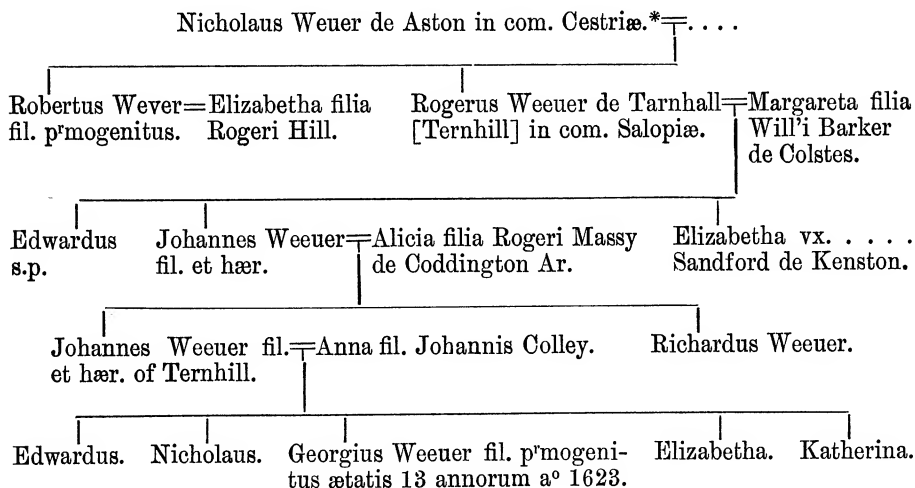 Nicholaus Weuer de Aston in com. Cestriæ.*=. . . .
Robertus Wever=Elizabetha filia
fil. pʳmogenitus. Rogeri Hill.
Rogerus Weeuer de Tarnhall=Margareta filia
[Ternhill] in com. Salopiæ. Will'i Barker
de Colstes.
Edwardus
s.p.
Johannes Weeuer=Alicia filia Rogeri Massy
fil. et hær. de Coddington Ar.
Elizabetha vx. . . . . .
Sandford de Kenston.
Johannes Weeuer fil.=Anna fil. Johannis Colley.
et hær. of Ternhill.
Richardus Weeuer.
Edwardus.
Nicholaus.
Georgius Weeuer fil. pʳmogeni-
tus ætatis 13 annorum aº 1623.
Elizabetha.
Katherina.